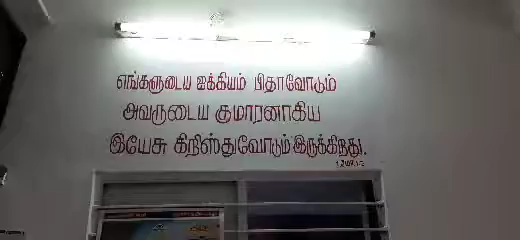 எங்களுடைய ஐக்கியம் பிதாவோடும்
அவருடைய குமாரனாகிய
இயேசு கிறிஸ்துவோடும் இருக்கிறது.